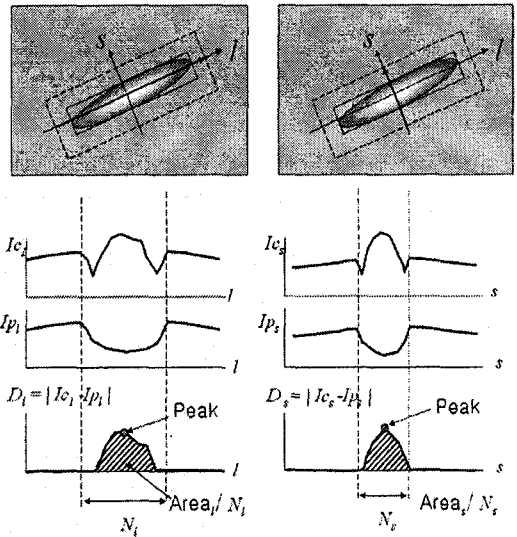 s l
s l
Ic_l l
Ic_s s
Ip_l l
Ip_s s
D_l = | Ic_l - Ip_l |
D_s = | Ic_s - Ip_s |
Peak
Peak
l
s
Area_l / N_l
Area_s / N_s
N_l
N_s